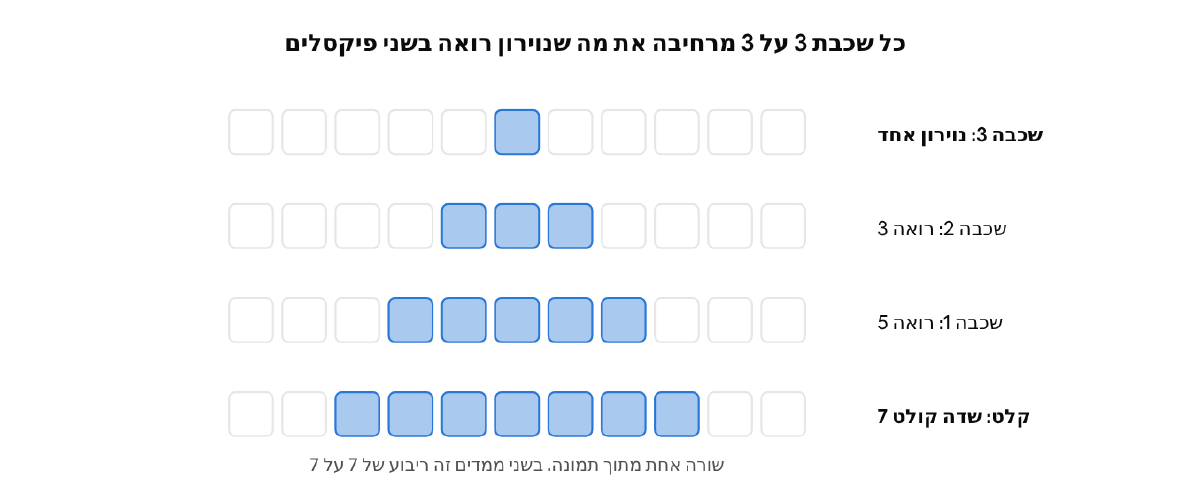 כל שכבת 3 על 3 מרחיבה את מה שנוירון רואה בשני פיקסלים
שכבה 3: נוירון אחד
שכבה 2: רואה 3
שכבה 1: רואה 5
קלט: שדה קולט 7
שורה אחת מתוך תמונה. בשני ממדים זה ריבוע של 7 על 7